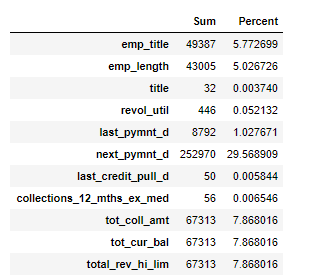 Sum Percent
emp_title 49387 5.772699
emp_length 43005 5.026726
title 32 0.003740
revol_util 446 0.052132
last_pymnt_d 8792 1.027671
next_pymnt_d 252970 29.568909
last_credit_pull_d 50 0.005844
collections_12_mths_ex_med 56 0.006546
tot_coll_amt 67313 7.868016
tot_cur_bal 67313 7.868016
total_rev_hi_lim 67313 7.868016